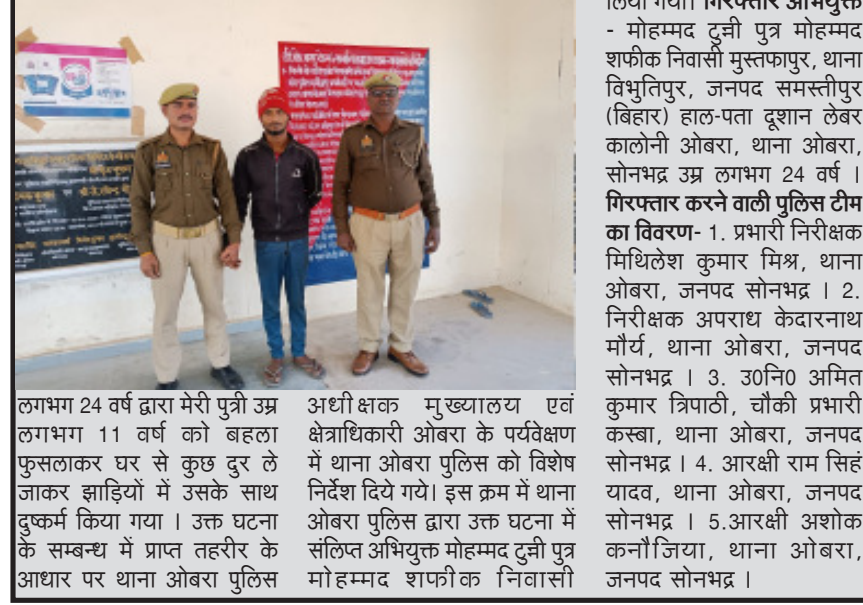 लगभग 24 वर्ष द्वारा मेरी पुत्री उम्र
लगभग 11 वर्ष को बहला
फुसलाकर घर से कुछ दुर ले
जाकर झाड़ियों में उसके साथ
दुष्कर्म किया गया । उक्त घटना
के सम्बन्ध में प्राप्त तहरीर के
आधार पर थाना ओबरा पुलिस
अधीक्षक मुख्यालय एवं
क्षेत्राधिकारी ओबरा के पर्यवेक्षण
में थाना ओबरा पुलिस को विशेष
निर्देश दिये गये। इस क्रम में थाना
ओबरा पुलिस द्वारा उक्त घटना में
संलिप्त अभियुक्त मोहम्मद टुन्नी पुत्र
मोहम्मद शफीक निवासी
लिया गया। गिरफ्तार अभियुक्त
- मोहम्मद टुन्नी पुत्र मोहम्मद
शफीक निवासी मुस्तफापुर, थाना
विभुतिपुर, जनपद समस्तीपुर
(बिहार) हाल-पता दूशान लेबर
कालोनी ओबरा, थाना ओबरा,
सोनभद्र उम्र लगभग 24 वर्ष ।
गिरफ्तार करने वाली पुलिस टीम
का विवरण- 1. प्रभारी निरीक्षक
मिथिलेश कुमार मिश्र, थाना
ओबरा, जनपद सोनभद्र । 2.
निरीक्षक अपराध केदारनाथ
मौर्य, थाना ओबरा, जनपद
सोनभद्र । 3. उ0नि0 अमित
कुमार त्रिपाठी, चौकी प्रभारी
कस्बा, थाना ओबरा, जनपद
सोनभद्र । 4. आरक्षी राम सिहं
यादव, थाना ओबरा, जनपद
सोनभद्र । 5.आरक्षी अशोक
कनौजिया, थाना ओबरा,
जनपद सोनभद्र ।